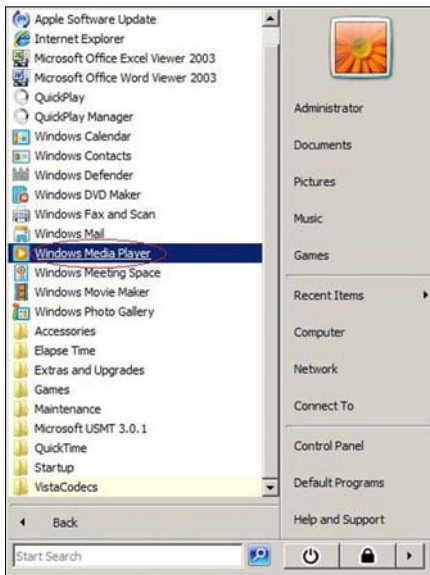 Apple Software Update
Internet Explorer
Microsoft Office Excel Viewer 2003
Microsoft Office Word Viewer 2003
QuickPlay
QuickPlay Manager
Windows Calendar
Windows Contacts
Windows Defender
Windows DVD Maker
Windows Fax and Scan
Windows Mail
Windows Media Player
Windows Meeting Space
Windows Movie Maker
Windows Photo Gallery
Accessories
Elapse Time
Extras and Upgrades
Games
Maintenance
Microsoft USMT 3.0.1
QuickTime
Startup
VistaCodecs
Back
Start Search
Administrator
Documents
Pictures
Music
Games
Recent Items
Computer
Network
Connect To
Control Panel
Default Programs
Help and Support